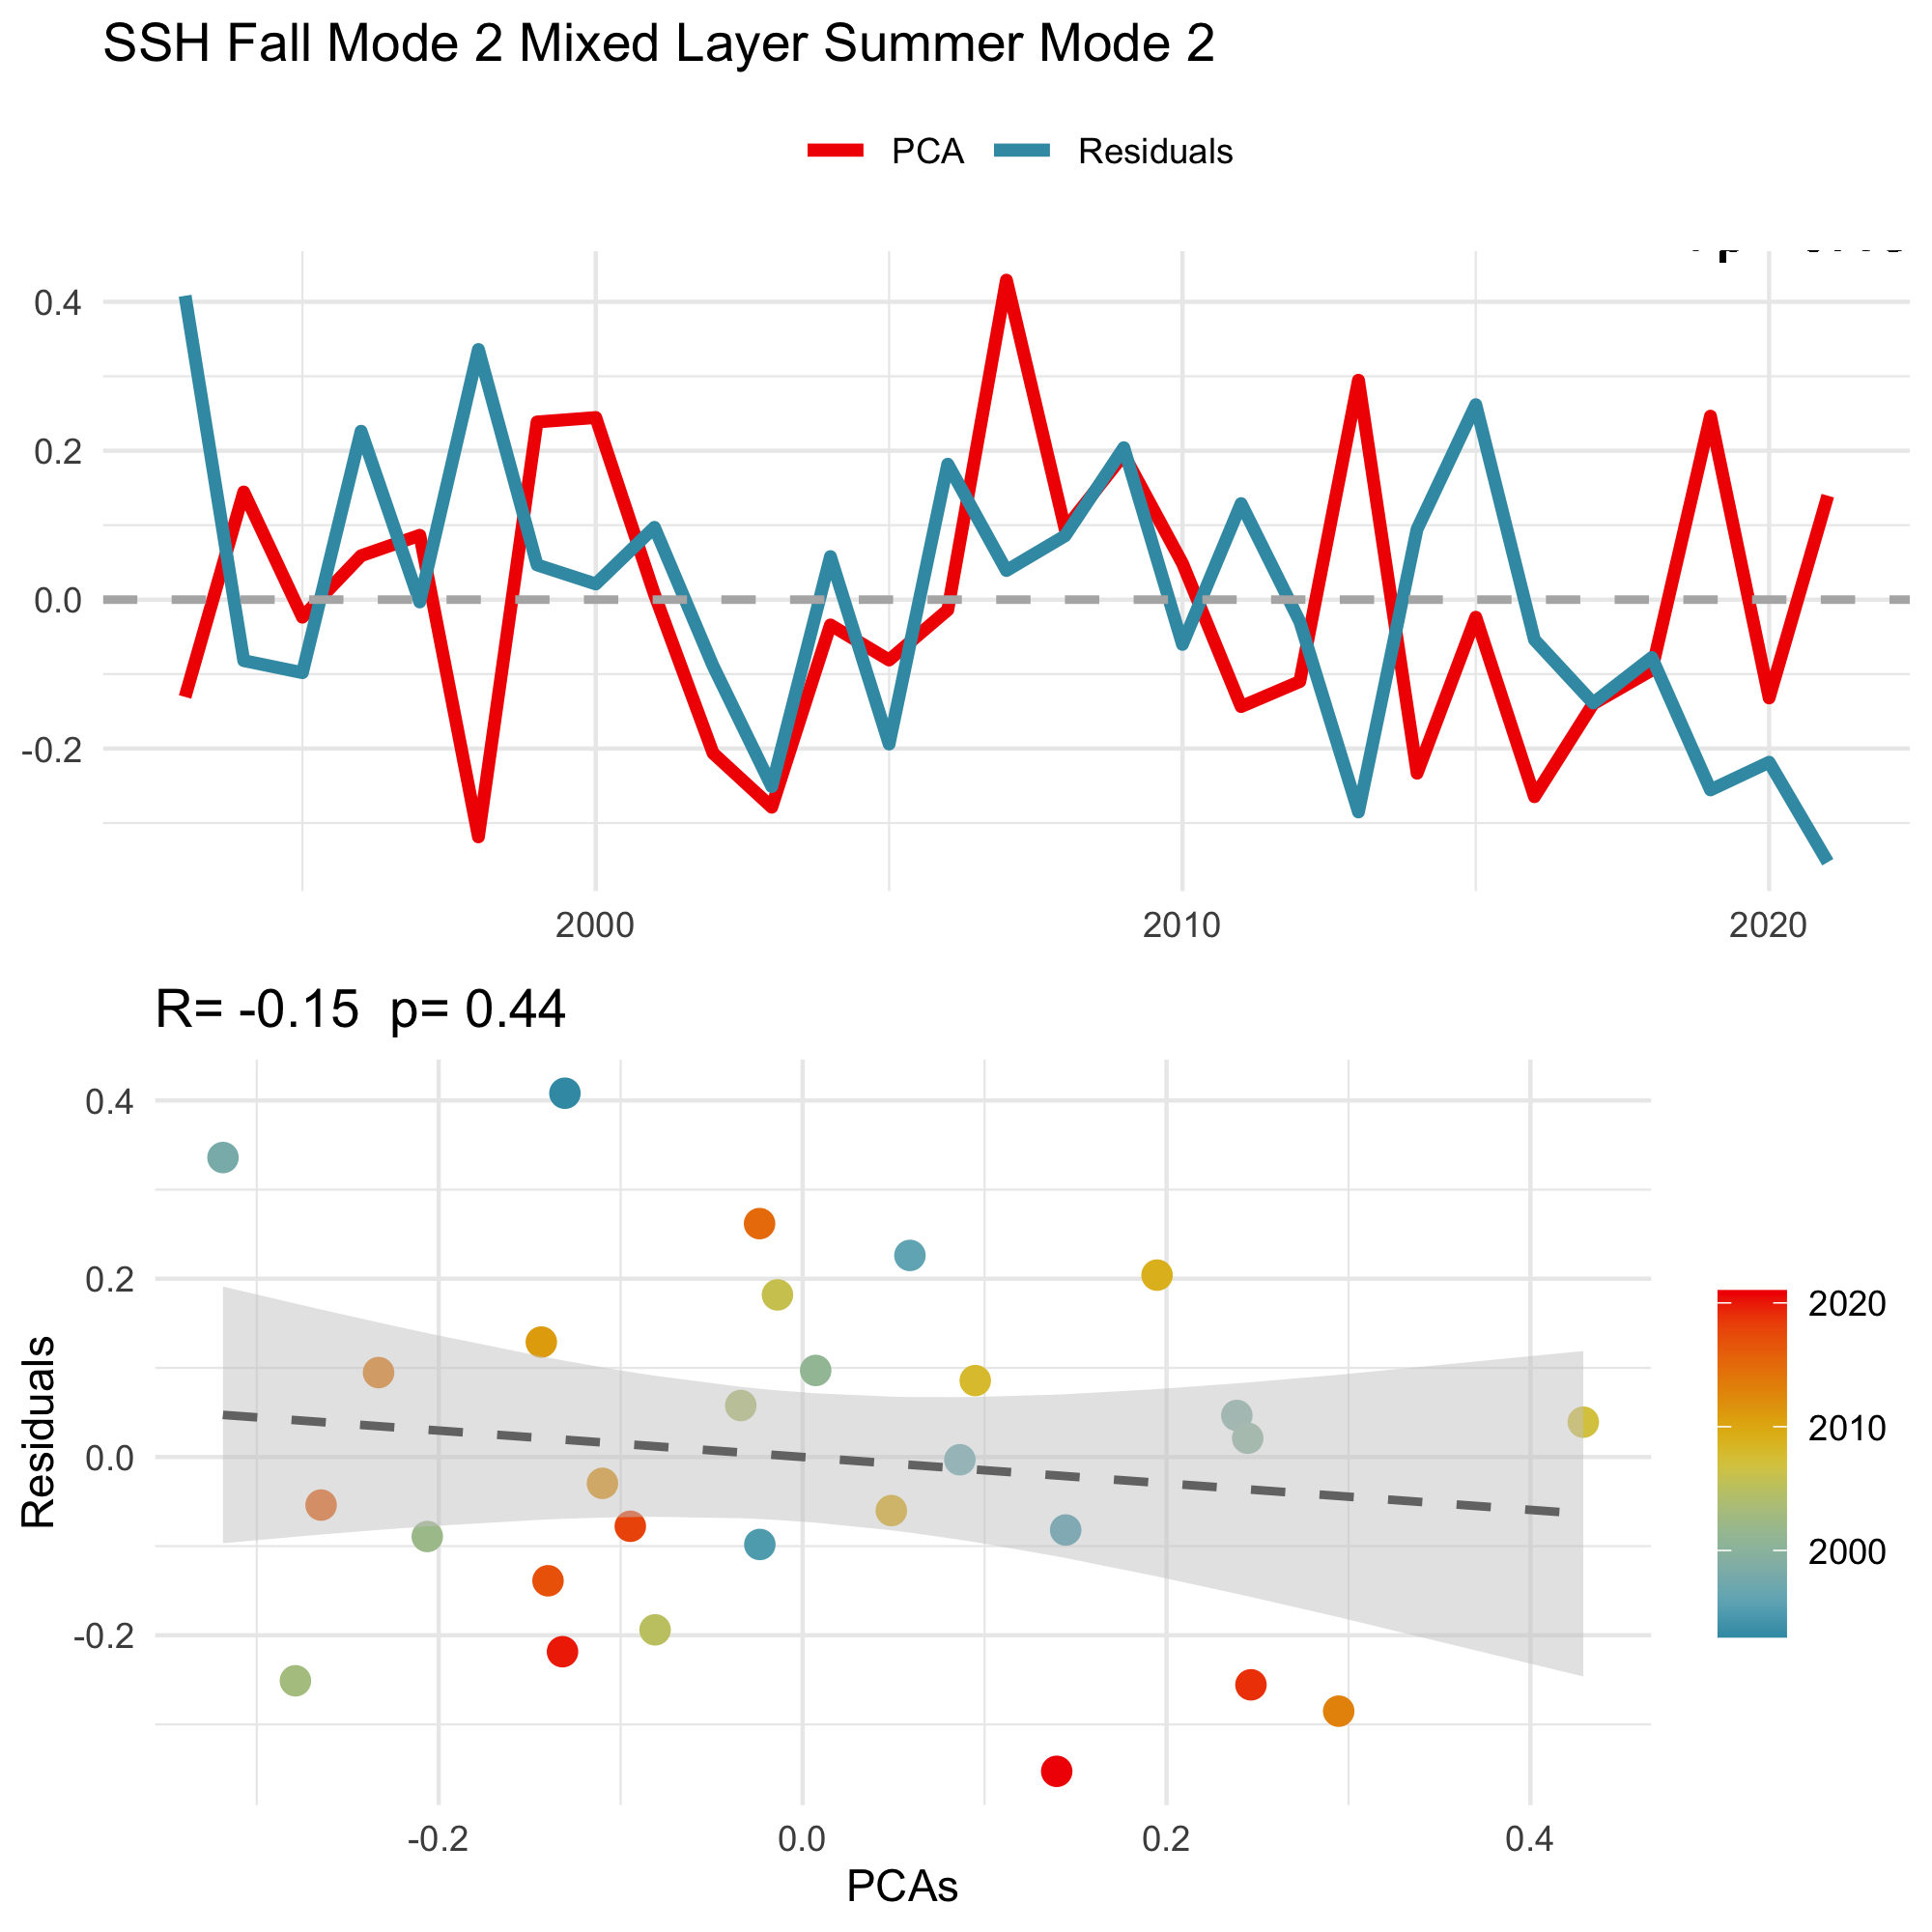 SSH Fall Mode 2 Mixed Layer Summer Mode 2
PCA Residuals
0.4
0.2
0.0
-0.2
2000 2010 2020
R= -0.15 p= 0.44
Residuals
0.4
0.2
0.0
-0.2
-0.2 0.0 0.2 0.4
PCAs
2020
2010
2000